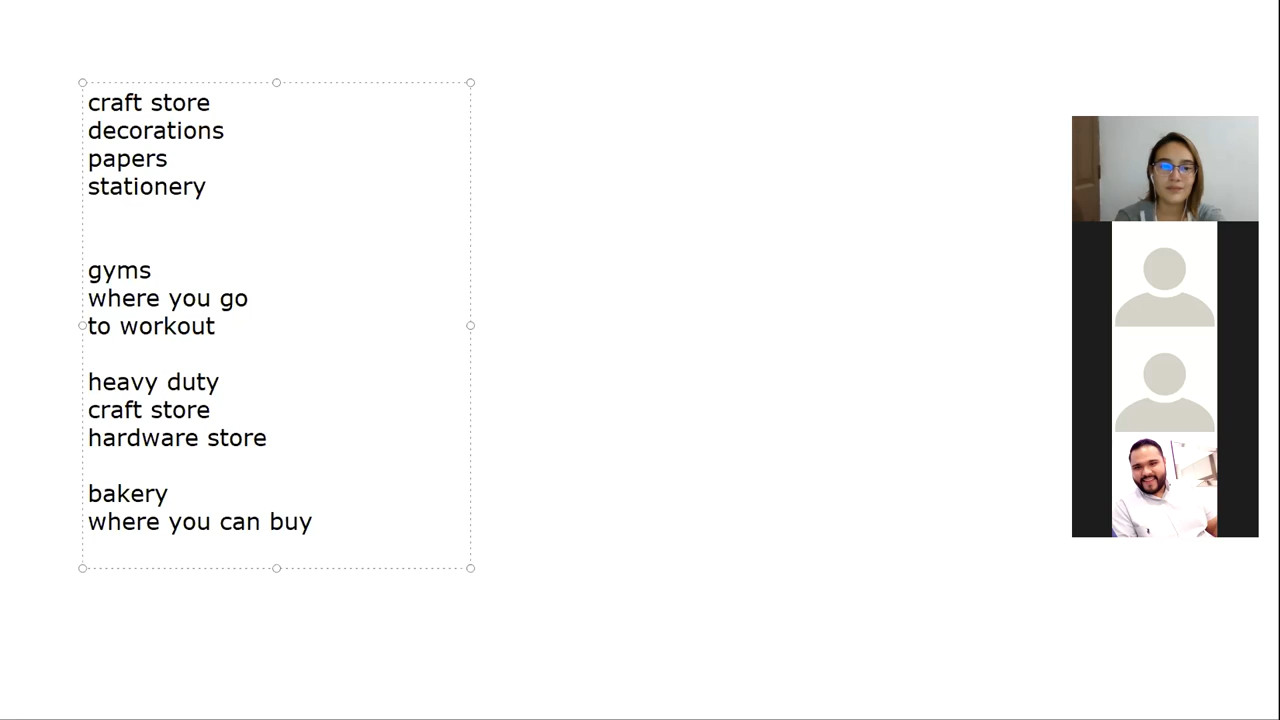 craft store
decorations
papers
stationery
gyms
where you go
to workout
heavy duty
craft store
hardware store
bakery
where you can buy